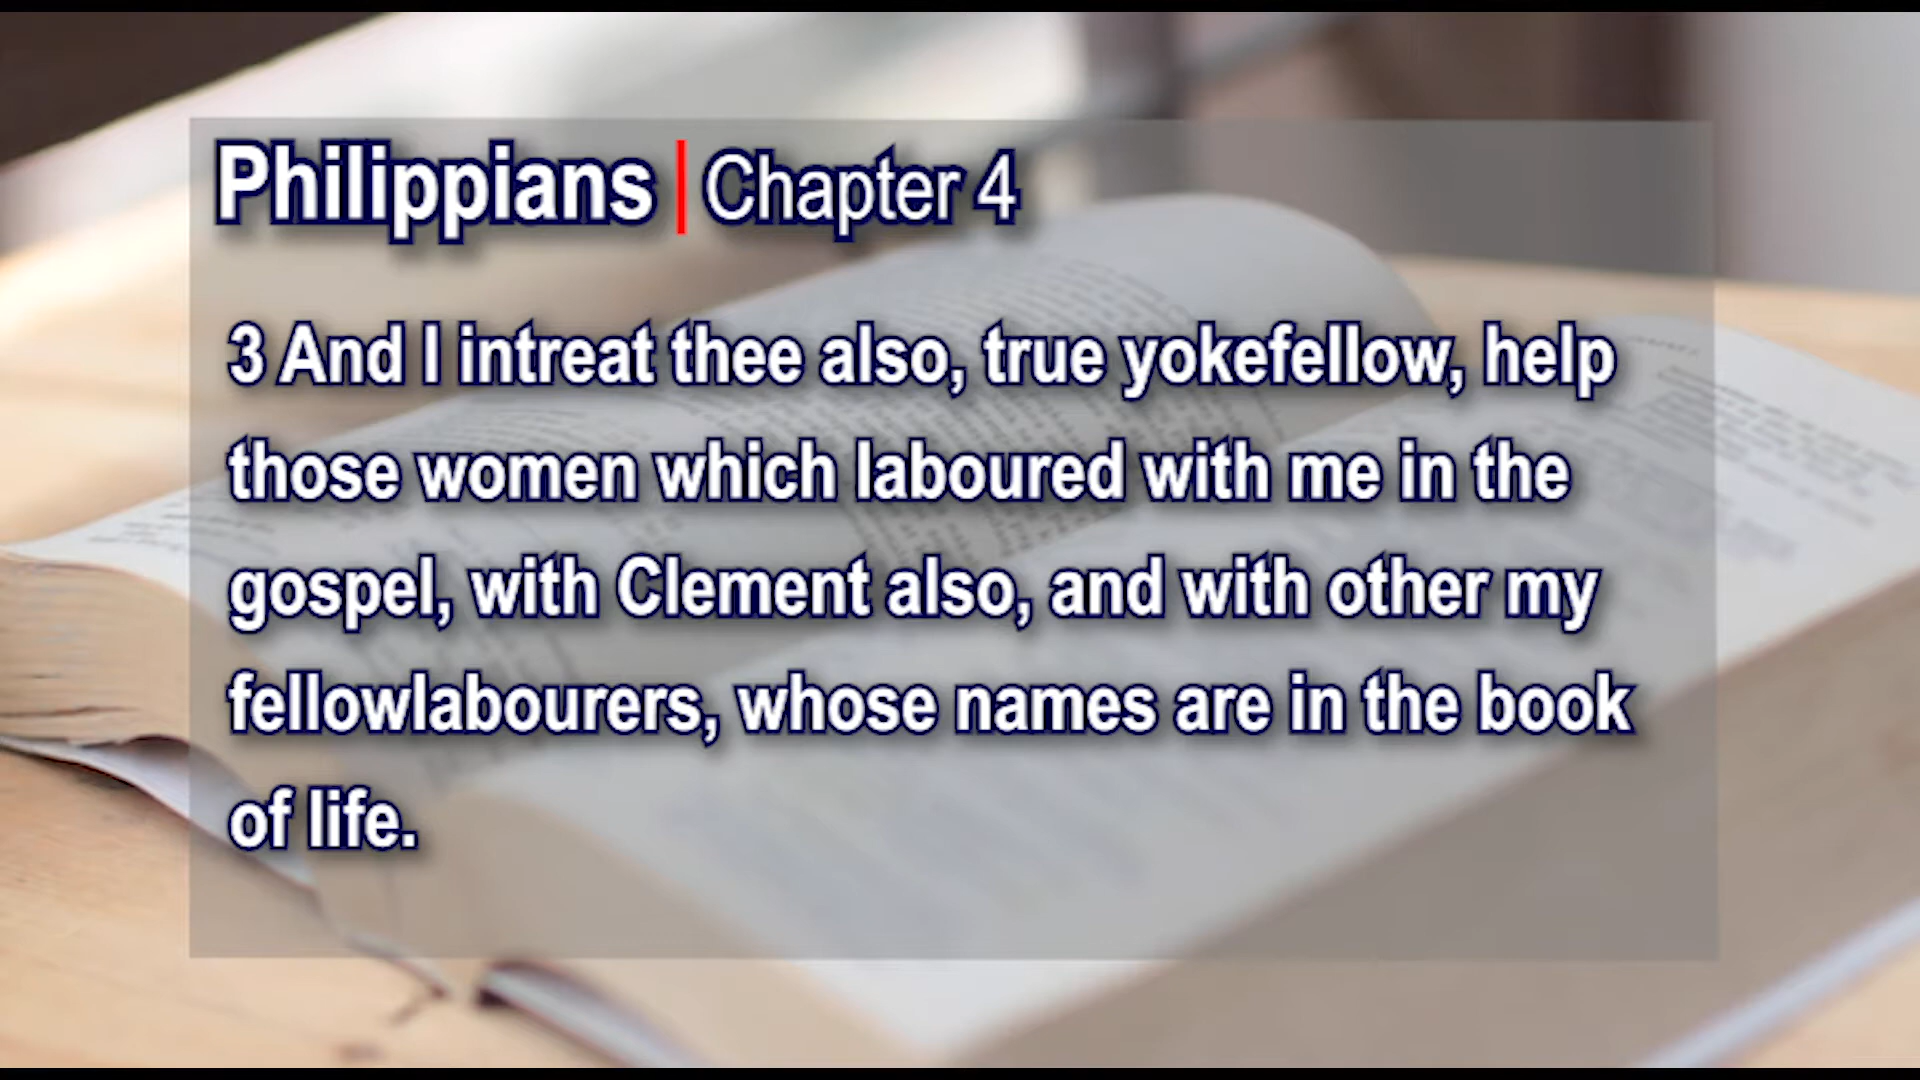 Philippians | Chapter 4
3 And I intreat thee also, true yokefellow, help
those women which laboured with me in the
gospel, with Clement also, and with other my
fellowlabourers, whose names are in the book
of life.